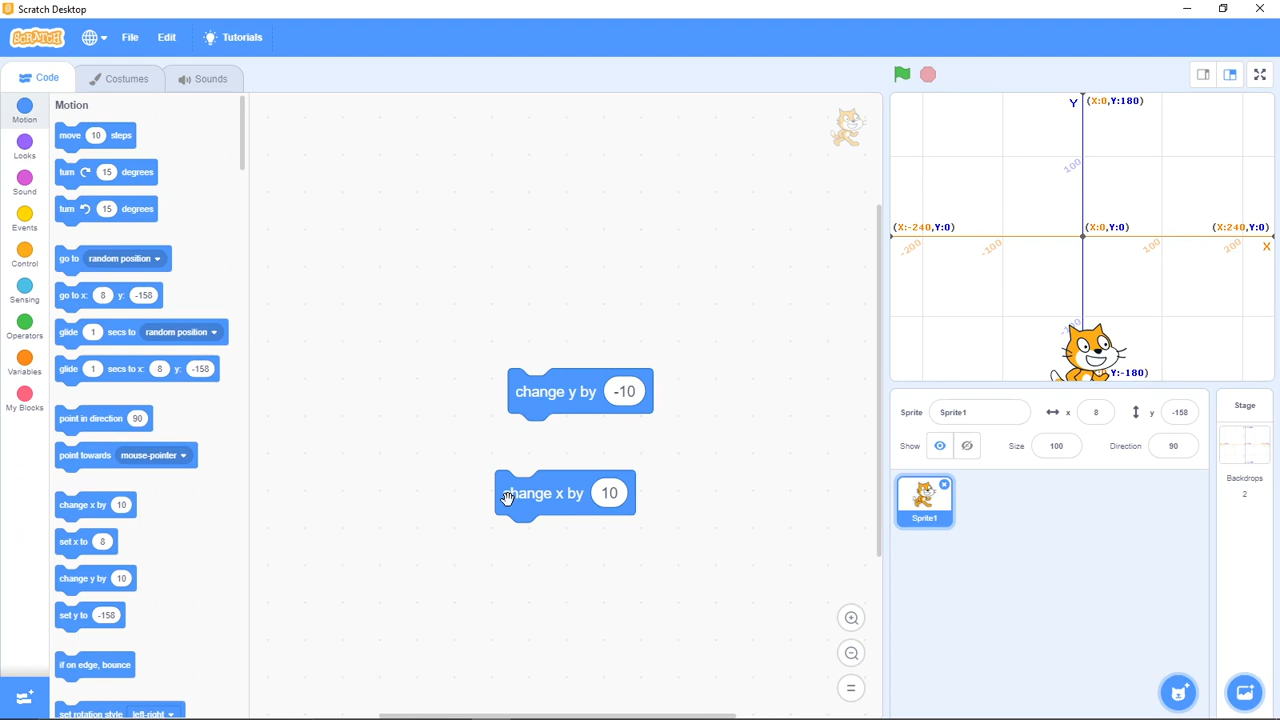 Scratch Desktop
SCRATCH File Edit Tutorials
Code Costumes Sounds
Motion
Looks
Sound
Events
Control
Sensing
Operators
Variables
My Blocks
Motion
move 10 steps
turn 15 degrees
turn 15 degrees
go to random position
go to x: 8 y: -158
glide 1 secs to random position
glide 1 secs to x: 8 y: -158
point in direction 90
point towards mouse-pointer
change x by 10
set x to 8
change y by 10
set y to -158
if on edge, bounce
set rotation style left-right
change y by -10
change x by 10
Y (X:0,Y:180)
100
(X:-240,Y:0) (X:0,Y:0) (X:240,Y:0)
-200 -100 100 200 X
Y:-180)
Sprite Sprite1 x 8 y -158
Show Size 100 Direction 90
Sprite1
Stage
Backdrops
2